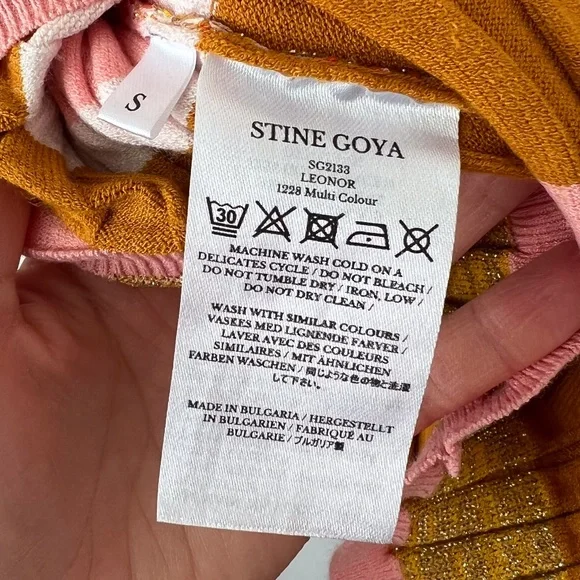 S
STINE GOYA
SG2133
LEONOR
1228 Multi Colour
30
MACHINE WASH COLD ON A
DELICATES CYCLE / DO NOT BLEACH /
DO NOT TUMBLE DRY / IRON, LOW /
DO NOT DRY CLEAN /
WASH WITH SIMILAR COLOURS /
VASKES MED LIGNENDE FARVER /
LAVER AVEC DES COULEURS
SIMILAIRES / MIT ÄHNLICHEN
FARBEN WASCHEN / 同じような色の物と洗濯
して下さい。
MADE IN BULGARIA / HERGESTELLT
IN BULGARIEN / FABRIQUÉ AU
BULGARIE / ブルガリア製